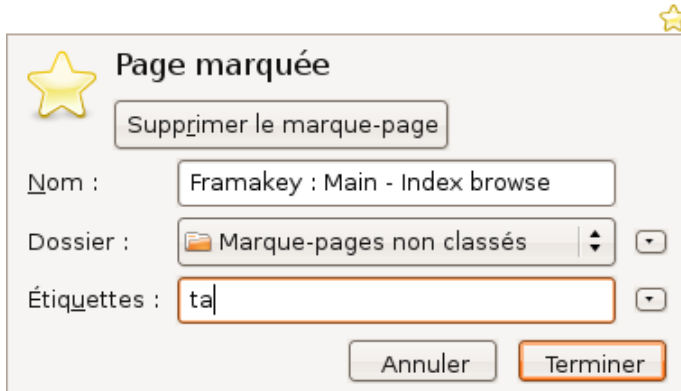 Page marquée
Supprimer le marque-page
Nom : Framakey : Main - Index browse
Dossier : Marque-pages non classés
Étiquettes : ta
Annuler Terminer